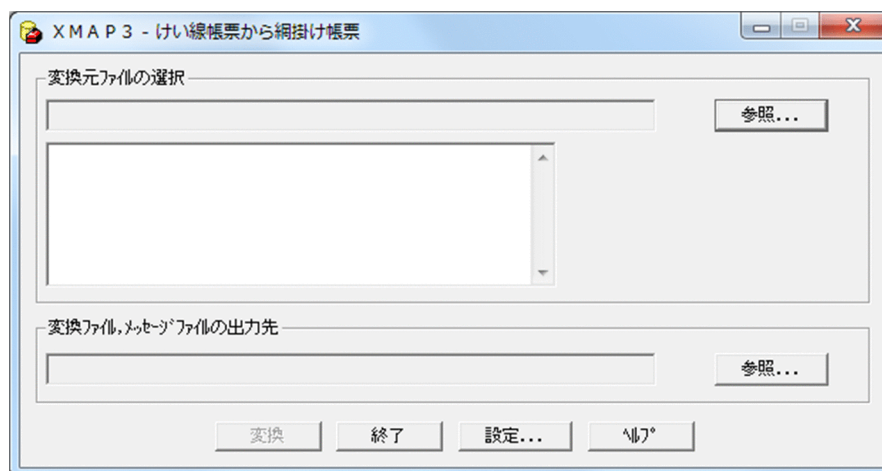 ＸＭＡＰ３－けい線帳票から網掛け帳票
変換元ﾌｧｲﾙの選択
参照...
変換ﾌｧｲﾙ,ﾒｯｾｰｼﾞﾌｧｲﾙの出力先
参照...
変換 終了 設定... ﾍﾙﾌﾟ